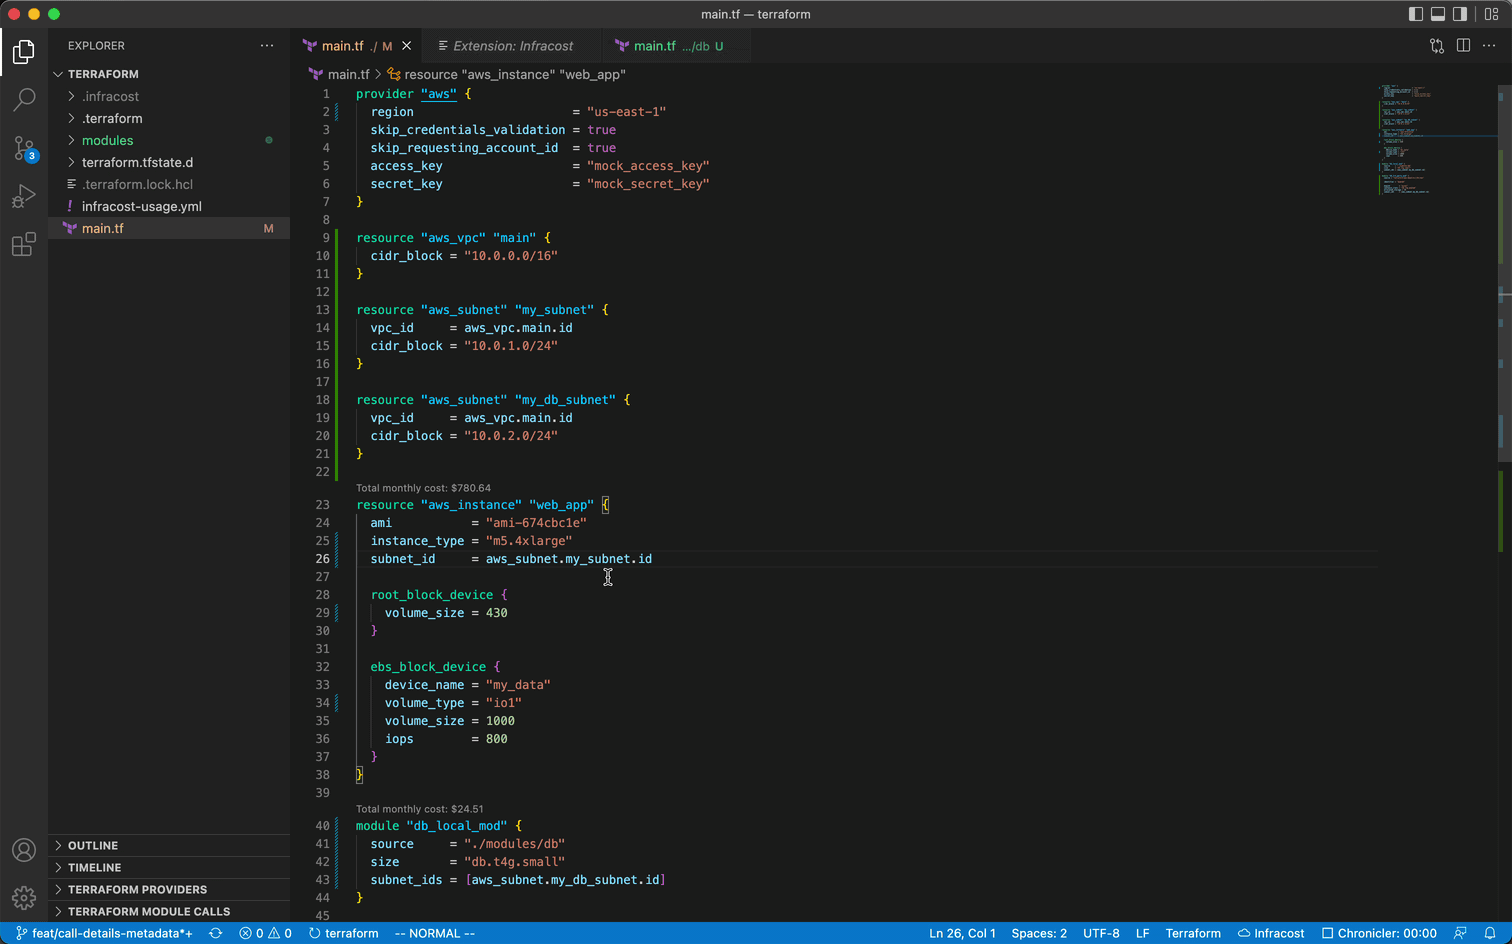 main.tf — terraform
EXPLORER
TERRAFORM
.infracost
.terraform
modules
terraform.tfstate.d
.terraform.lock.hcl
infracost-usage.yml
main.tf M
OUTLINE
TIMELINE
TERRAFORM PROVIDERS
TERRAFORM MODULE CALLS
3
main.tf ./ M
Extension: Infracost
main.tf .../db U
main.tf > resource "aws_instance" "web_app"
1 provider "aws" {
2 region = "us-east-1"
3 skip_credentials_validation = true
4 skip_requesting_account_id = true
5 access_key = "mock_access_key"
6 secret_key = "mock_secret_key"
7 }
8
9 resource "aws_vpc" "main" {
10 cidr_block = "10.0.0.0/16"
11 }
12
13 resource "aws_subnet" "my_subnet" {
14 vpc_id = aws_vpc.main.id
15 cidr_block = "10.0.1.0/24"
16 }
17
18 resource "aws_subnet" "my_db_subnet" {
19 vpc_id = aws_vpc.main.id
20 cidr_block = "10.0.2.0/24"
21 }
22
Total monthly cost: $780.64
23 resource "aws_instance" "web_app" {
24 ami = "ami-674cbc1e"
25 instance_type = "m5.4xlarge"
26 subnet_id = aws_subnet.my_subnet.id
27
28 root_block_device {
29 volume_size = 430
30 }
31
32 ebs_block_device {
33 device_name = "my_data"
34 volume_type = "io1"
35 volume_size = 1000
36 iops = 800
37 }
38 }
39
Total monthly cost: $24.51
40 module "db_local_mod" {
41 source = "./modules/db"
42 size = "db.t4g.small"
43 subnet_ids = [aws_subnet.my_db_subnet.id]
44 }
45
feat/call-details-metadata*+ 0 0 terraform -- NORMAL -- Ln 26, Col 1 Spaces: 2 UTF-8 LF Terraform Infracost Chronicler: 00:00